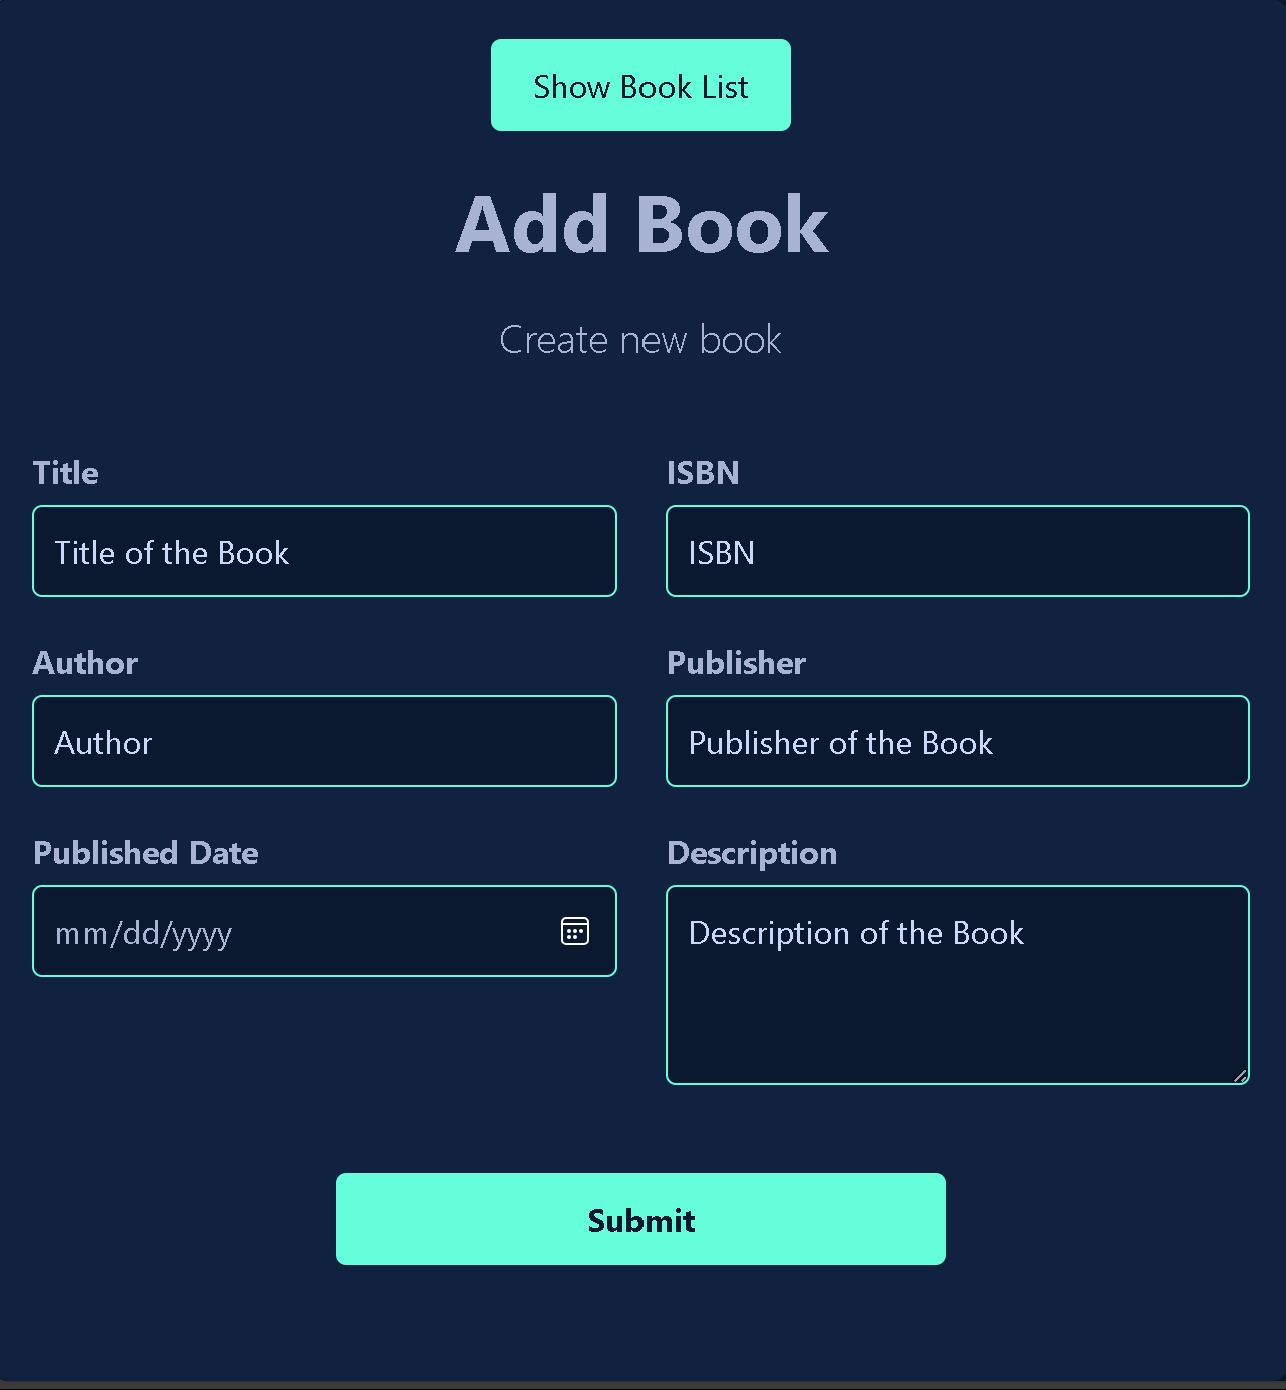 Show Book List
Add Book
Create new book
Title
Title of the Book
ISBN
ISBN
Author
Author
Publisher
Publisher of the Book
Published Date
mm/dd/yyyy
Description
Description of the Book
Submit